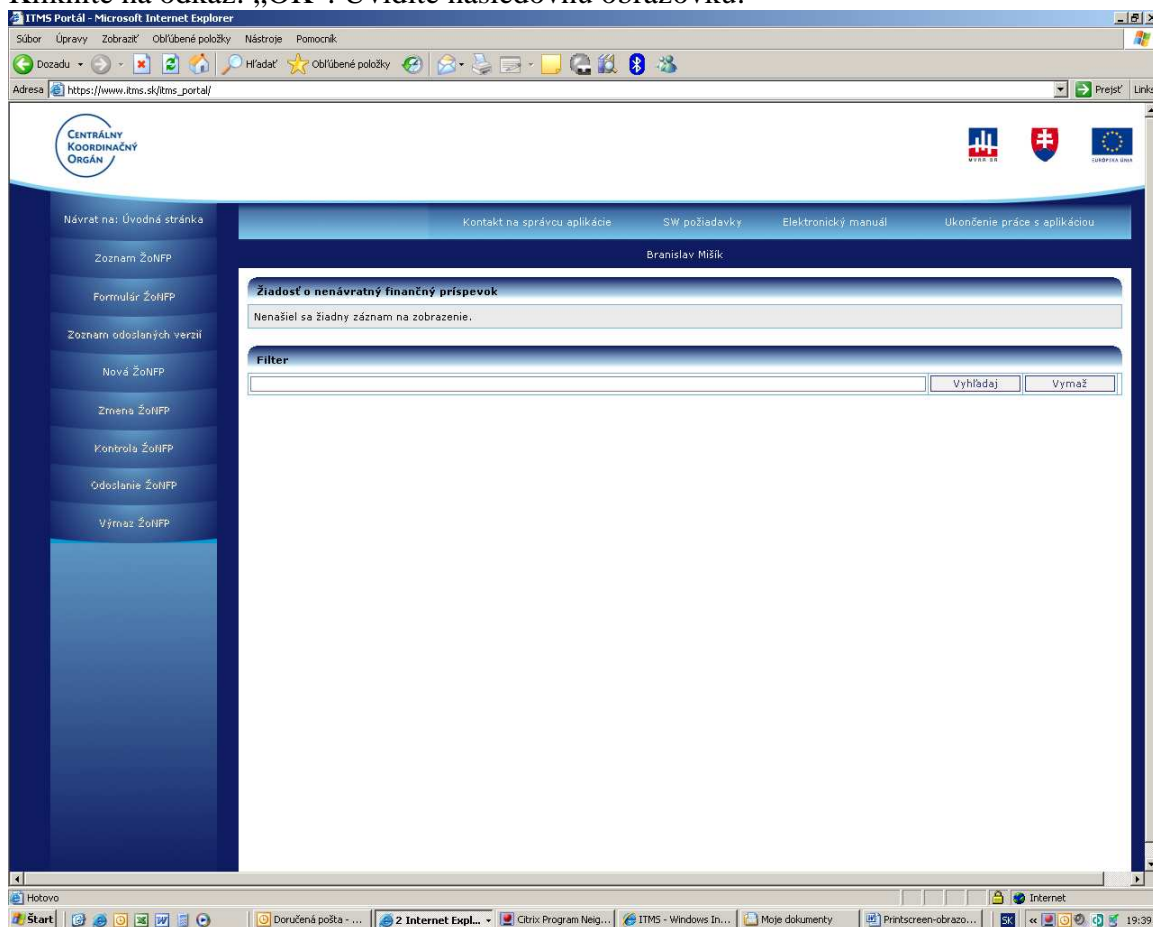 Kliknite na odkaz: „OK“. Uvidíte následovnú obrazovku:
ITMS Portál - Microsoft Internet Explorer
Súbor Úpravy Zobraziť Obľúbené položky Nástroje Pomocník
Dozadu Hľadať Obľúbené položky
Adresa https://www.itms.sk/itms_portal/ Prejsť Links
CENTRÁLNY
KOORDINAČNÝ
ORGÁN
MVRR SR EURÓPSKA ÚNIA
Návrat na: Úvodná stránka
Kontakt na správcu aplikácie SW požiadavky Elektronický manuál Ukončenie práce s aplikáciou
Branislav Mišík
Zoznam ŽoNFP
Formulár ŽoNFP
Zoznam odoslaných verzií
Nová ŽoNFP
Zmena ŽoNFP
Kontrola ŽoNFP
Odoslanie ŽoNFP
Výmaz ŽoNFP
Žiadosť o nenávratný finančný príspevok
Nenašiel sa žiadny záznam na zobrazenie.
Filter
Vyhľadaj Vymaž
Hotovo Internet
Štart Doručená pošta - ... 2 Internet Expl... Citrix Program Neig... ITMS - Windows In... Moje dokumenty Printscreen-obrazo... SK 19:39